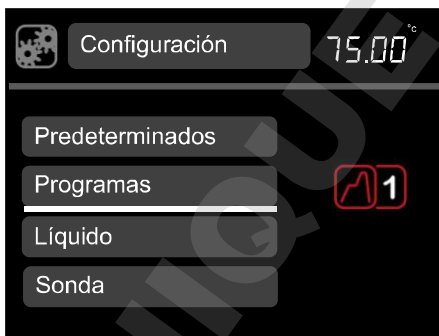 Configuración
75.00°c
Predeterminados
Programas
1
Líquido
Sonda